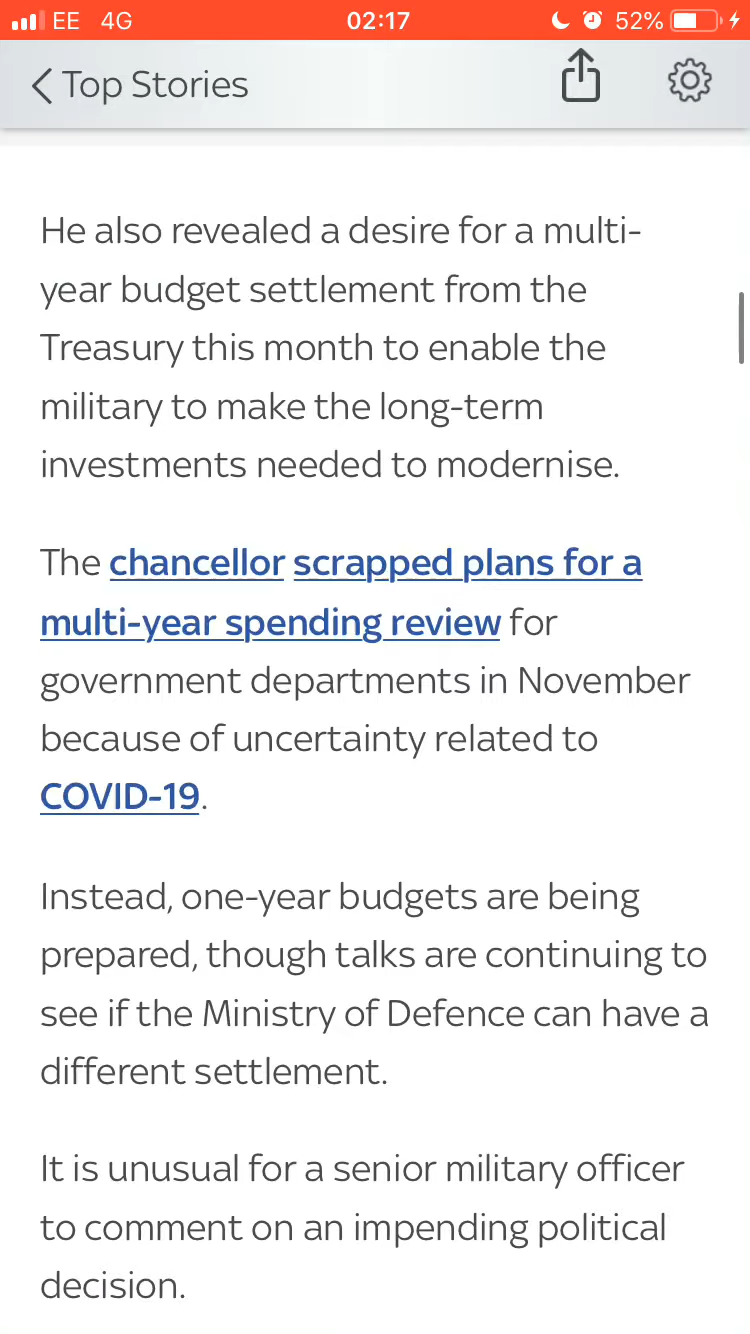 EE 4G 02:17 52%
Top Stories
He also revealed a desire for a multi-
year budget settlement from the
Treasury this month to enable the
military to make the long-term
investments needed to modernise.
The chancellor scrapped plans for a
multi-year spending review for
government departments in November
because of uncertainty related to
COVID-19.
Instead, one-year budgets are being
prepared, though talks are continuing to
see if the Ministry of Defence can have a
different settlement.
It is unusual for a senior military officer
to comment on an impending political
decision.